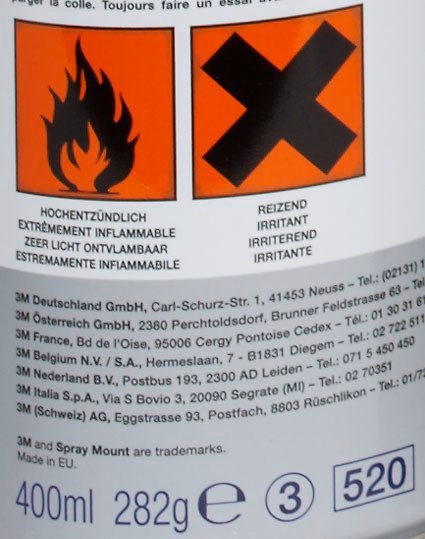 la colle. Toujours faire un essai
HOCHENTZÜNDLICH
EXTRÊMEMENT INFLAMMABLE
ZEER LICHT ONTVLAMBAAR
ESTREMAMENTE INFIAMMABILE
REIZEND
IRRITANT
IRRITEREND
IRRITANTE
3M Deutschland GmbH, Carl-Schurz-Str. 1, 41453 Neuss – Tel.: (02131)
3M Österreich GmbH, 2380 Perchtoldsdorf, Brunner Feldstrasse 63 –
3M France, Bd de l'Oise, 95006 Cergy Pontoise Cedex – Tél.: 01 30 31
3M Belgium N.V. / S.A., Hermeslaan, 7 - B1831 Diegem – Tel.: 02 722 511
3M Nederland B.V., Postbus 193, 2300 AD Leiden – Tel.: 071 5 450 450
3M Italia S.p.A., Via S Bovio 3, 20090 Segrate (MI) – Tel.: 02 70351
3M (Schweiz) AG, Eggstrasse 93, Postfach, 8803 Rüschlikon – Tel.:
3M and Spray Mount are trademarks.
Made in EU.
400ml 282g ℮ 3 520